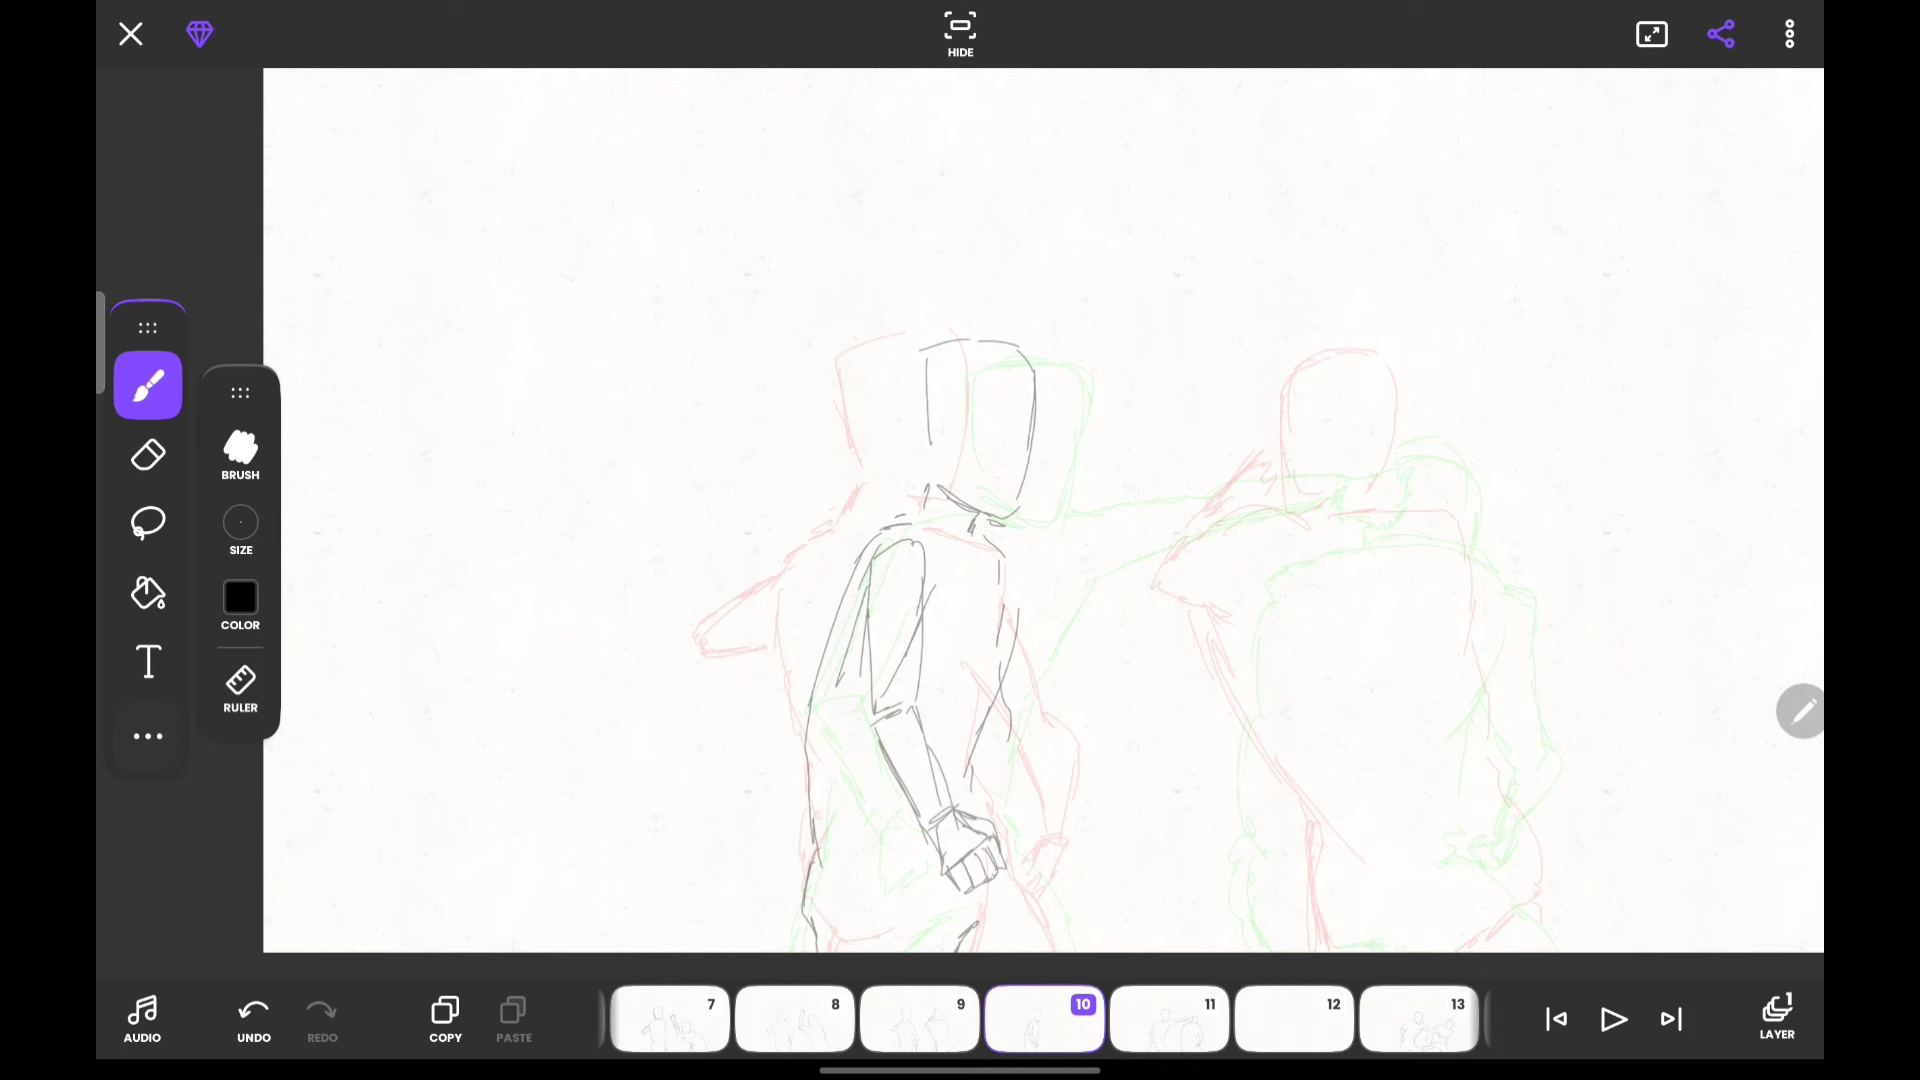 HIDE
BRUSH
SIZE
COLOR
RULER
AUDIO
UNDO
REDO
COPY
PASTE
7
8
9
10
11
12
13
1
LAYER